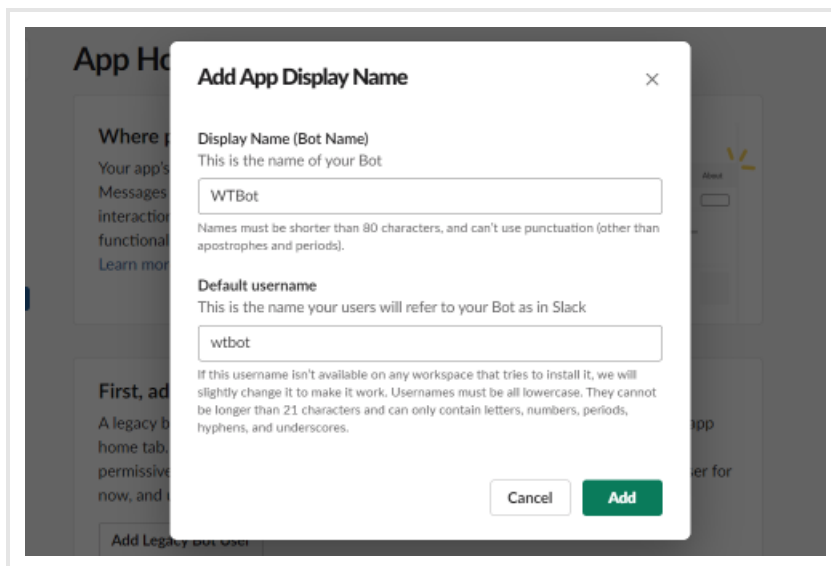 App Ho
Add App Display Name
Where p
Display Name (Bot Name)
Your app's
This is the name of your Bot
About
Messages
WTBot
interaction
Names must be shorter than 80 characters, and can't use punctuation (other than
functional
apostrophes and periods).
Learn mor
Default username
This is the name your users will refer to your Bot as in Slack
wtbot
If this username isn't available on any workspace that tries to install it, we will
First, ad
slightly change it to make it work. Usernames must be all lowercase. They cannot
be longer than 21 characters and can only contain letters, numbers, periods,
A legacy b
app
hyphens, and underscores.
home tab.
permissive
er for
now, and u
Cancel
Add
Add Legacy Bot User